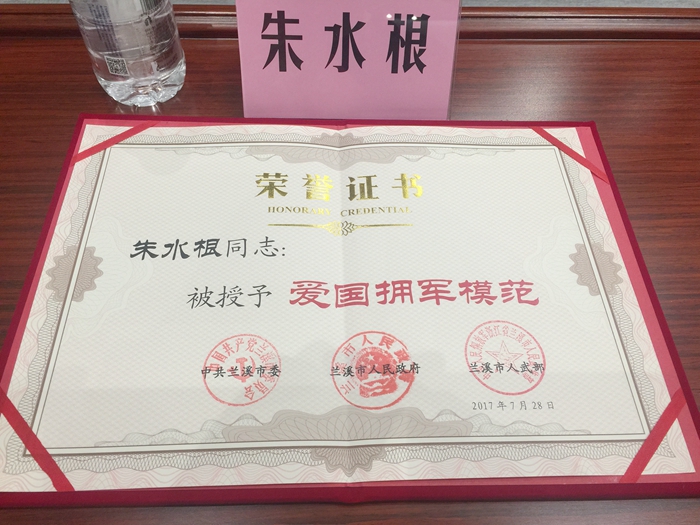 朱水根
荣誉证书
HONORARY CREDENTIAL
朱水根同志:
被授予 爱国拥军模范
中共兰溪市委 兰溪市人民政府 兰溪市人武部
2017年7月28日